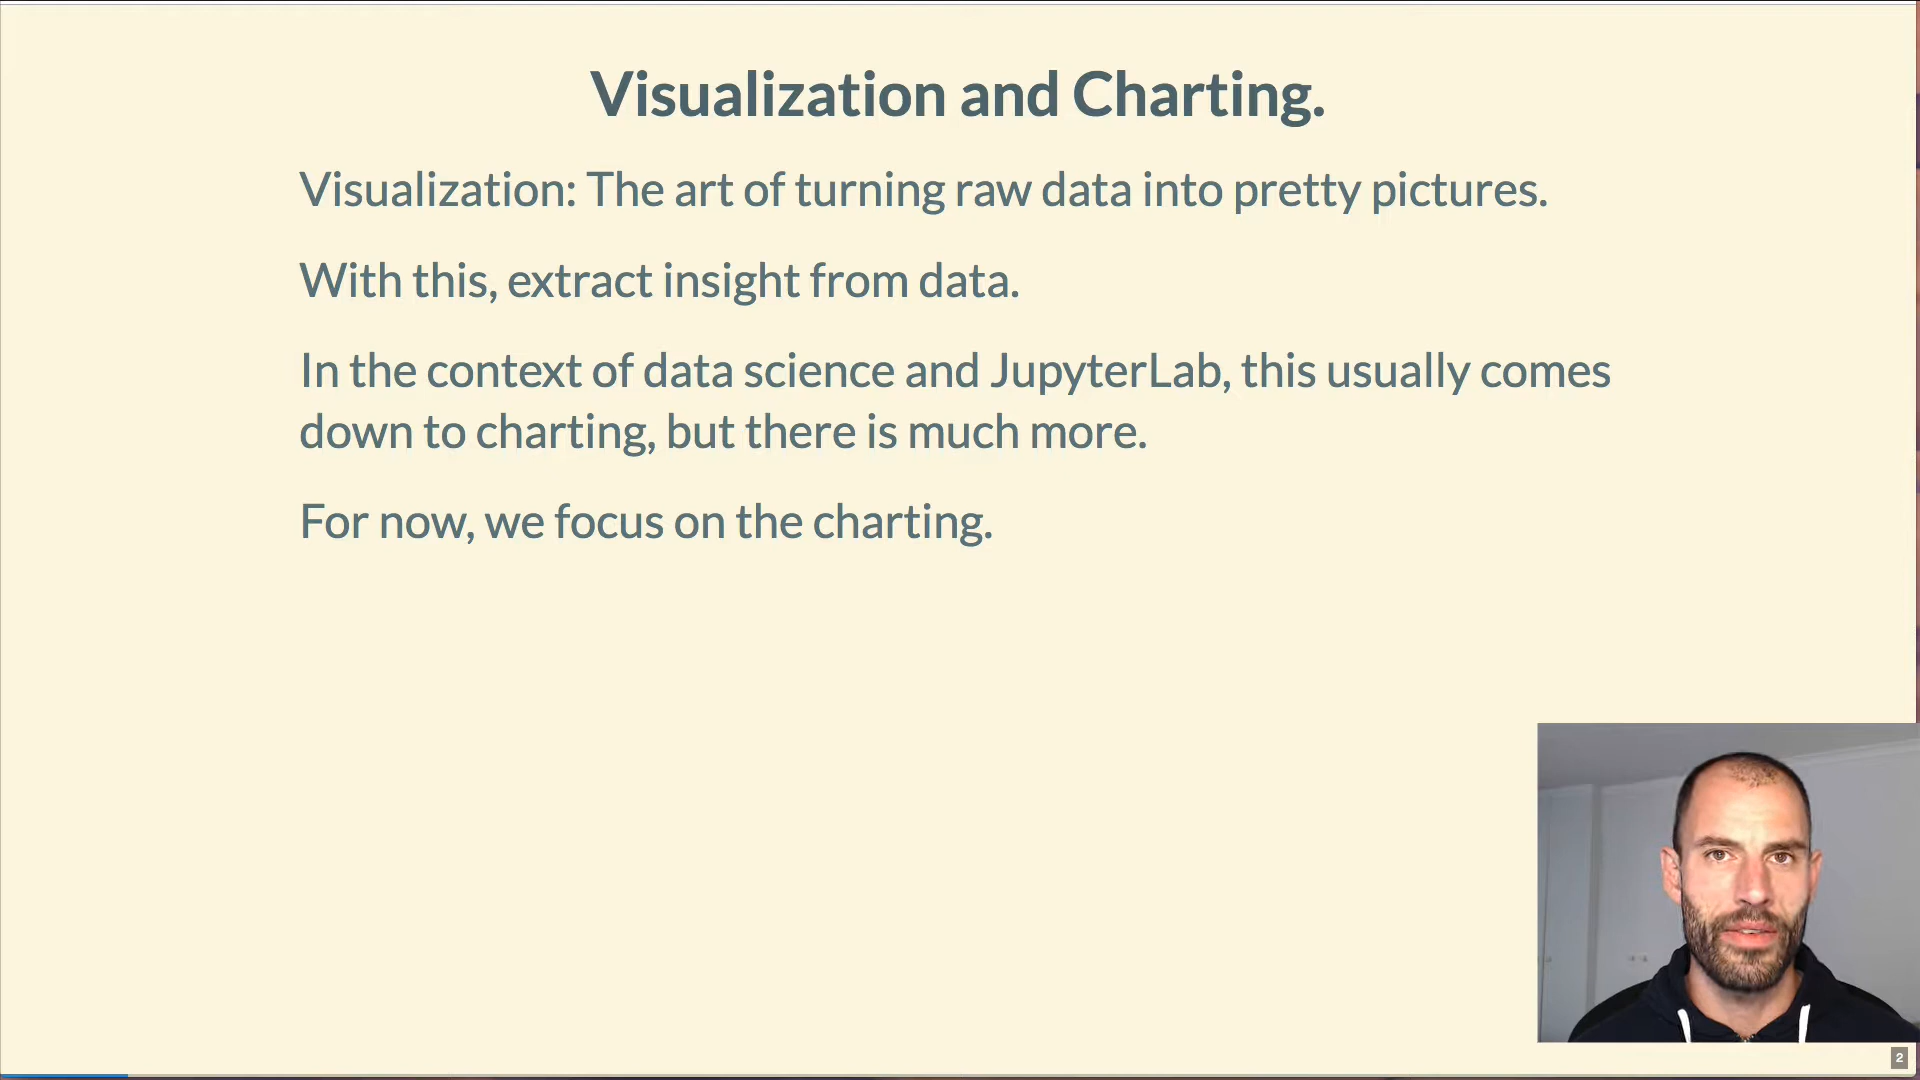 Visualization and Charting.
Visualization: The art of turning raw data into pretty pictures.
With this, extract insight from data.
In the context of data science and JupyterLab, this usually comes
down to charting, but there is much more.
For now, we focus on the charting.
2